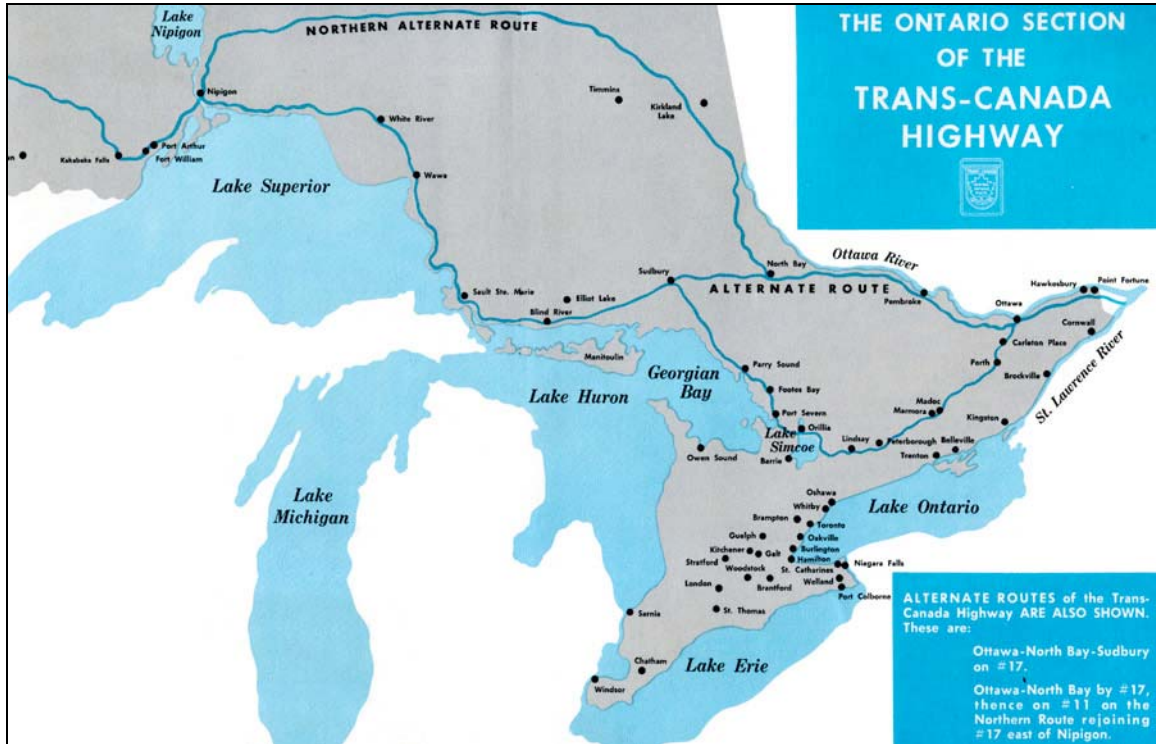 THE ONTARIO SECTION
OF THE
TRANS-CANADA
HIGHWAY
Lake
Nipigon
NORTHERN ALTERNATE ROUTE
Nipigon
Timmins
Kirkland
Lake
White River
Port Arthur
Fort William
Kakabeka Falls
Wawa
Lake Superior
Ottawa River
North Bay
Sudbury
ALTERNATE ROUTE
Pembroke
Hawkesbury
Point Fortune
Ottawa
Sault Ste. Marie
Elliot Lake
Blind River
Cornwall
Carleton Place
Perth
Brockville
St. Lawrence River
Manitoulin
Georgian
Bay
Parry Sound
Footes Bay
Lake Huron
Port Severn
Madoc
Marmora
Kingston
Orillia
Lake
Simcoe
Lindsay
Peterborough
Belleville
Trenton
Owen Sound
Barrie
Lake
Michigan
Oshawa
Whitby
Lake Ontario
Brampton
Toronto
Guelph
Oakville
Kitchener
Galt
Burlington
Hamilton
Stratford
Woodstock
St. Catharines
Niagara Falls
London
Brantford
Welland
Port Colborne
St. Thomas
Sarnia
Chatham
Lake Erie
Windsor
ALTERNATE ROUTES of the Trans-
Canada Highway ARE ALSO SHOWN.
These are:
Ottawa-North Bay-Sudbury
on #17.
Ottawa-North Bay by #17,
thence on #11 on the
Northern Route rejoining
#17 east of Nipigon.